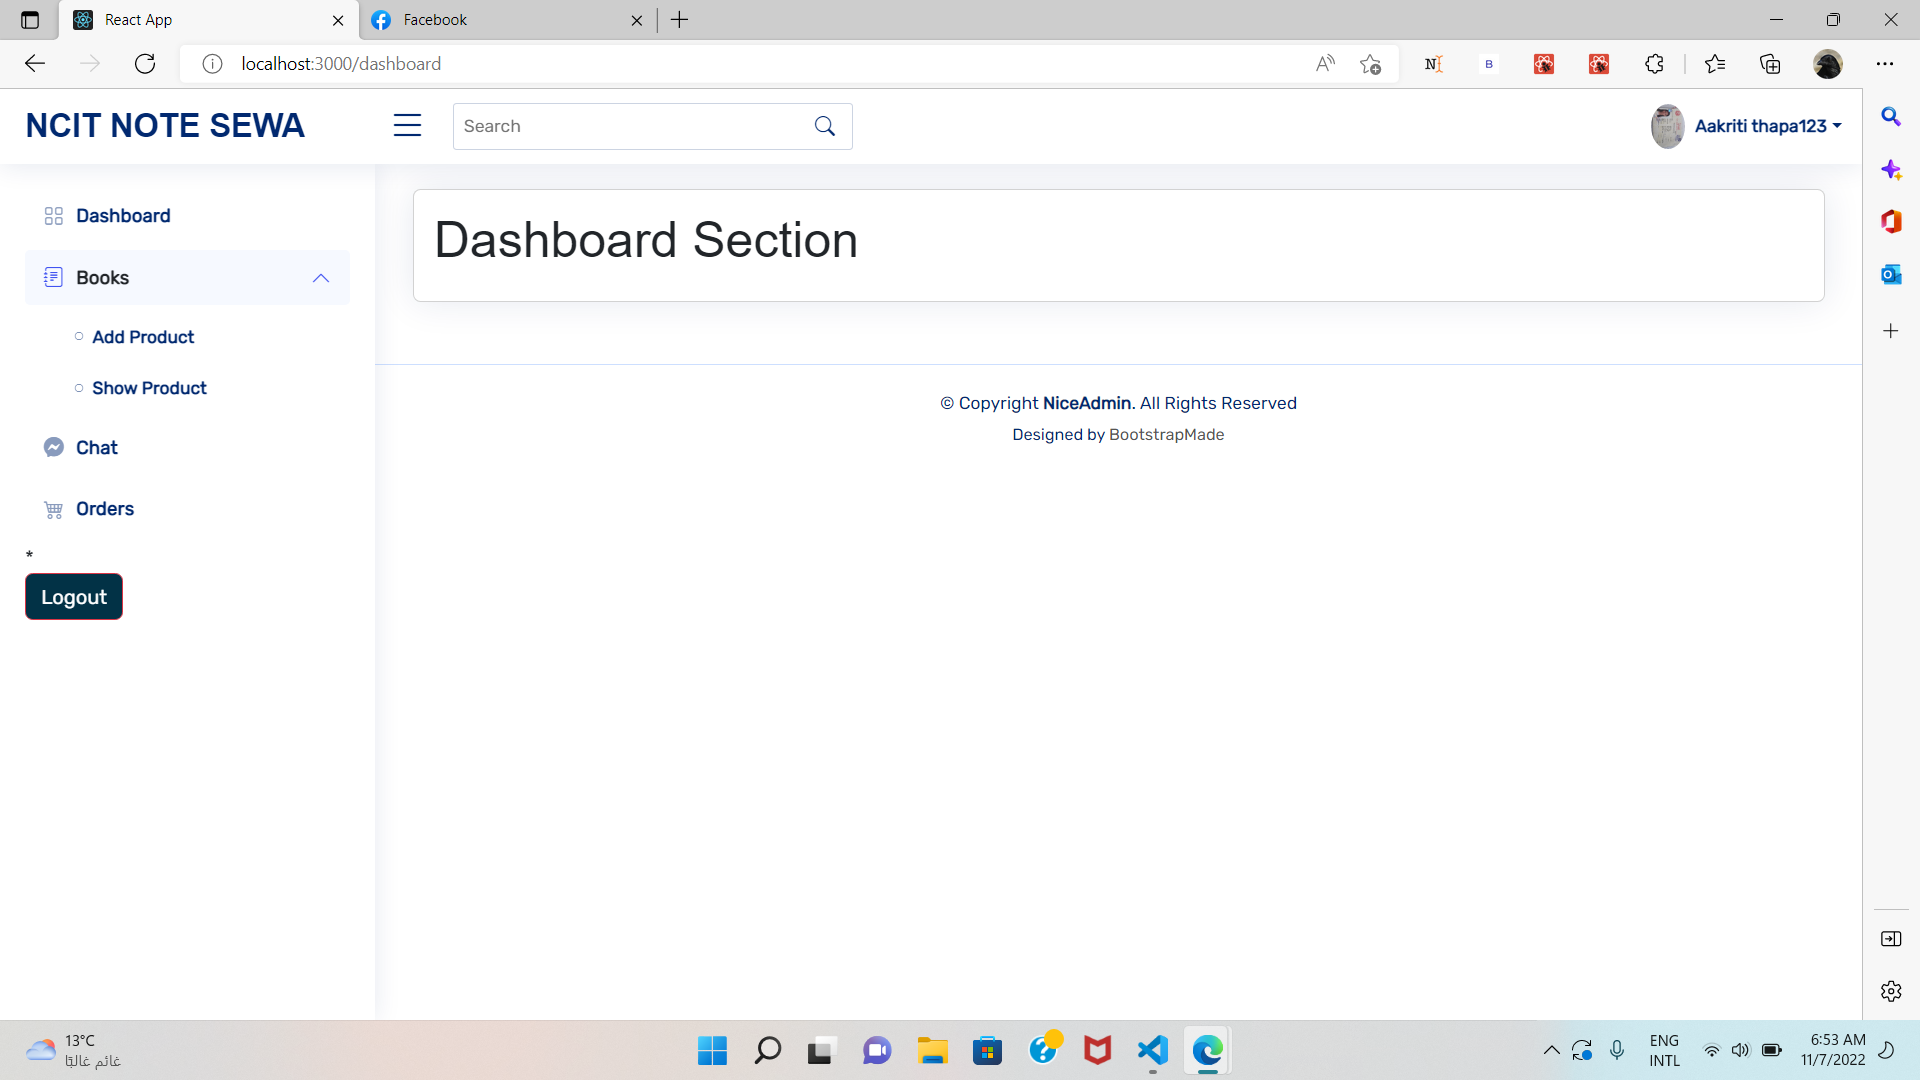 React App
Facebook
localhost:3000/dashboard
NCIT NOTE SEWA
Search
Aakriti thapa123
Dashboard
Books
Add Product
Show Product
Chat
Orders
*
Logout
Dashboard Section
© Copyright NiceAdmin. All Rights Reserved
Designed by BootstrapMade
13°C
غائم غالبًا
ENG
INTL
6:53 AM
11/7/2022